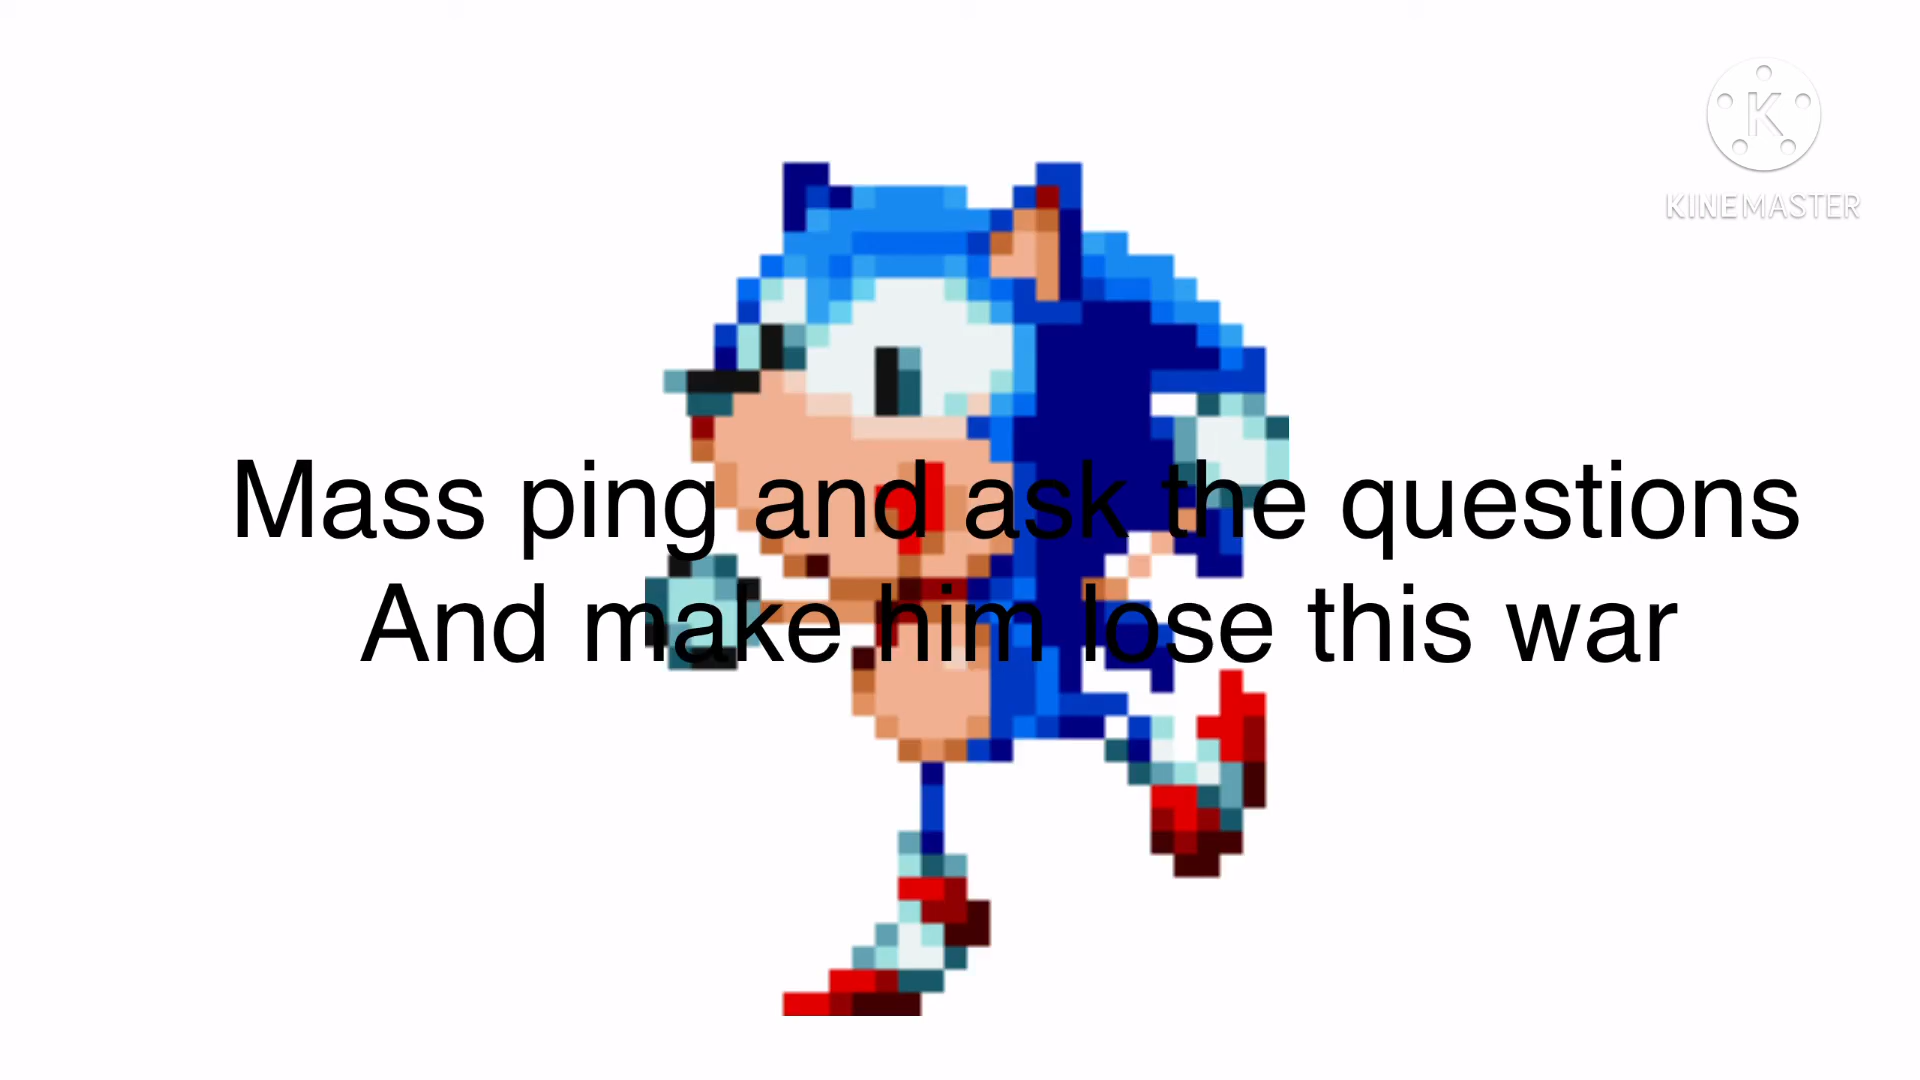 K
KINEMASTER
Mass ping and ask the questions
And make him lose this war